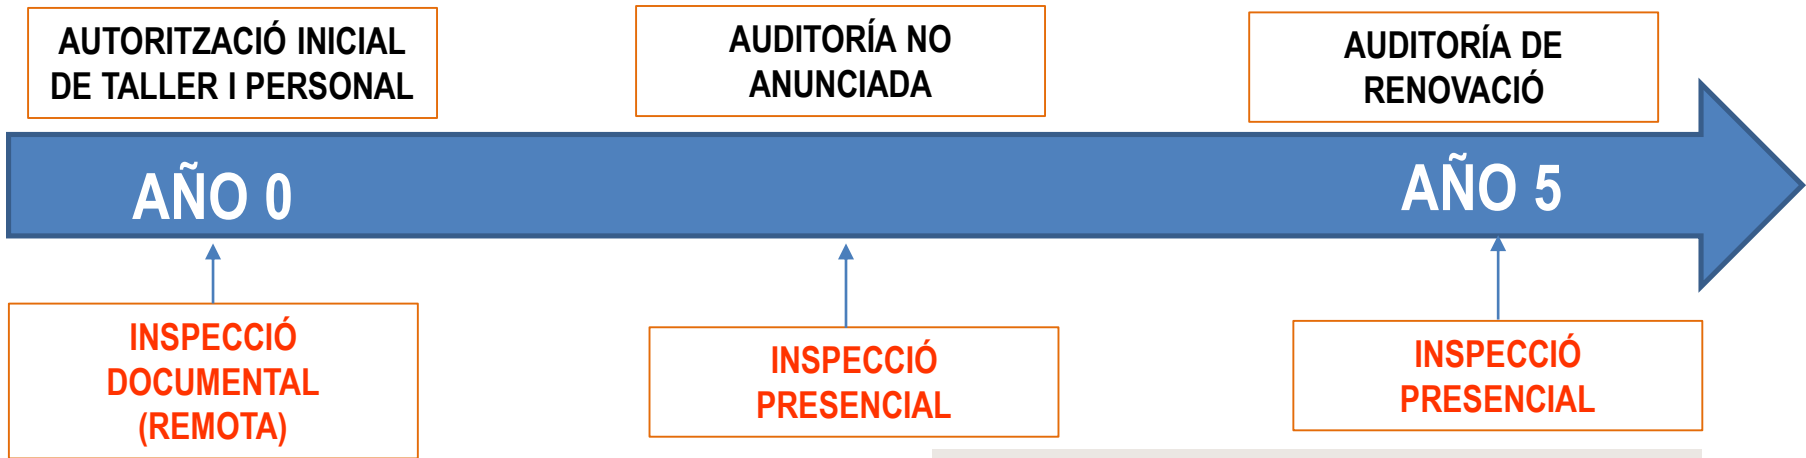 AUTORITZACIÓ INICIAL
DE TALLER I PERSONAL
AUDITORÍA NO
ANUNCIADA
AUDITORÍA DE
RENOVACIÓ
AÑO 0
AÑO 5
INSPECCIÓ
DOCUMENTAL
(REMOTA)
INSPECCIÓ
PRESENCIAL
INSPECCIÓ
PRESENCIAL